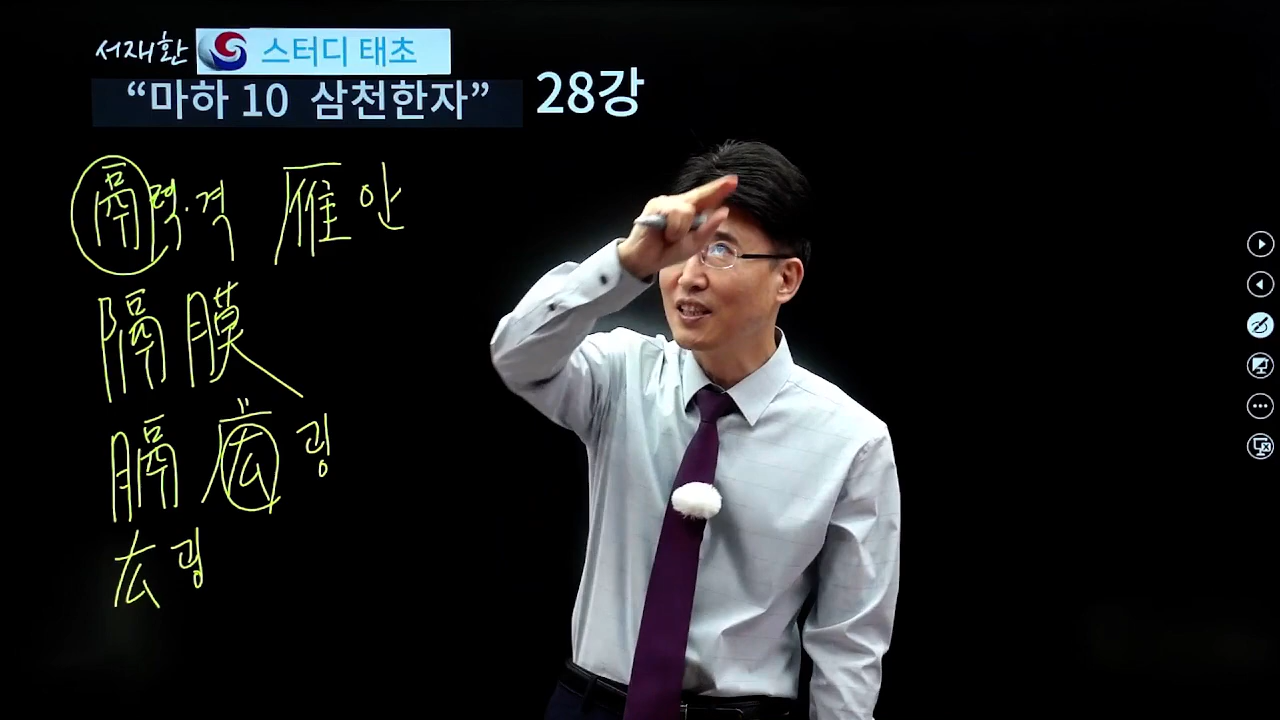 서재환 스터디 태초
“마하 10 삼천한자” 28강
鬲 력·격 雁 안
隔膜
膈 宏 굉
厷 굉